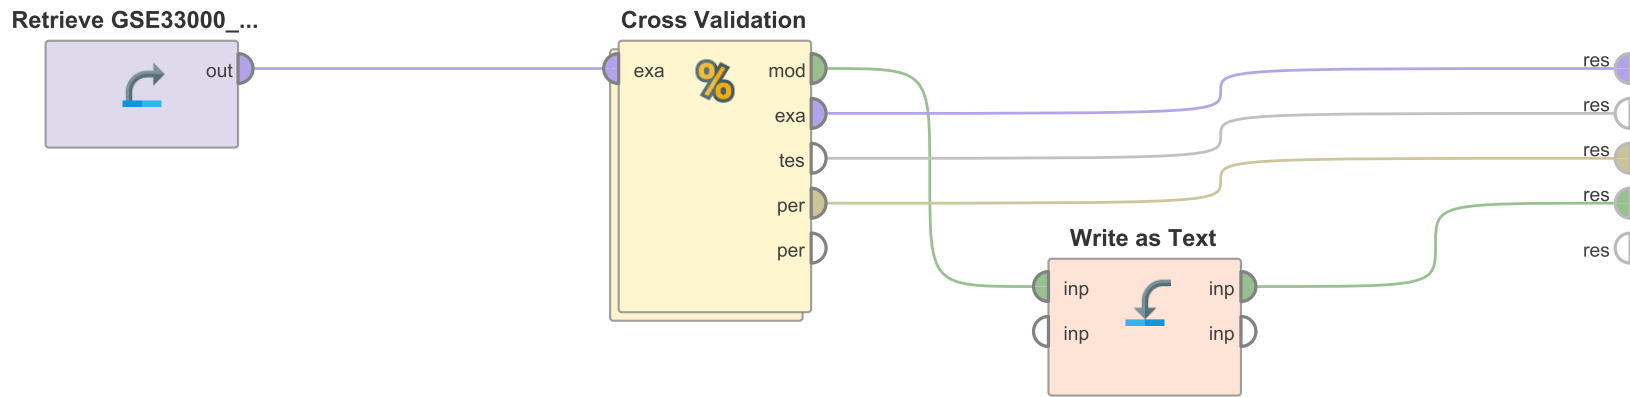 Retrieve GSE33000_...
out
Cross Validation
exa
mod
exa
tes
per
per
%
res
res
res
res
res
Write as Text
inp
inp
inp
inp